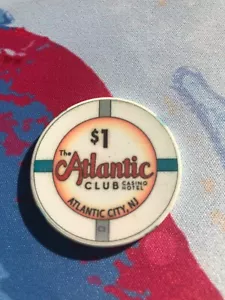 $1
The
Atlantic
CLUB CASINO HOTEL
ATLANTIC CITY, NJ